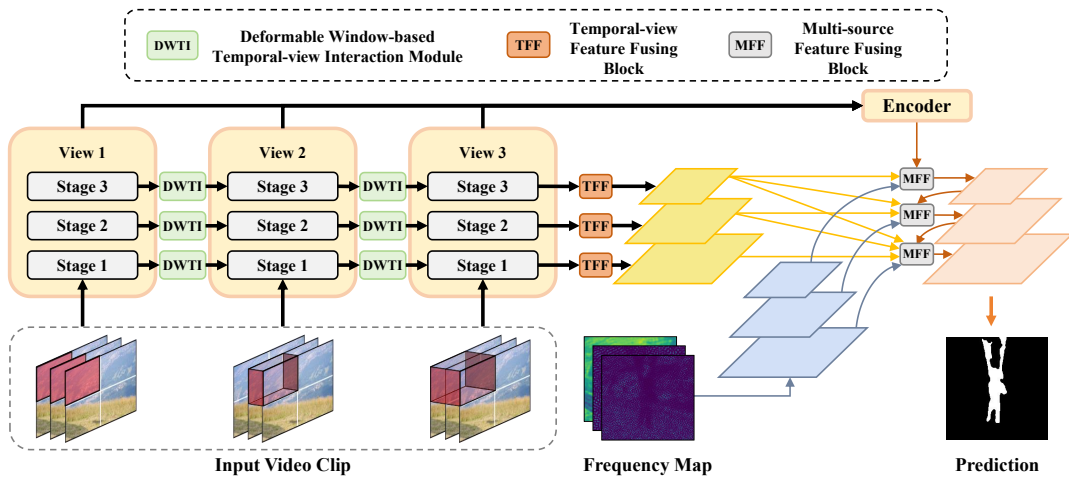 DWTI
Deformable Window-based
Temporal-view Interaction Module
TFF
Temporal-view
Feature Fusing
Block
MFF
Multi-source
Feature Fusing
Block
Encoder
View 1
View 2
View 3
Stage 3
DWTI
Stage 3
DWTI
Stage 3
TFF
MFF
Stage 2
DWTI
Stage 2
DWTI
Stage 2
TFF
MFF
Stage 1
DWTI
Stage 1
DWTI
Stage 1
TFF
MFF
Input Video Clip
Frequency Map
Prediction